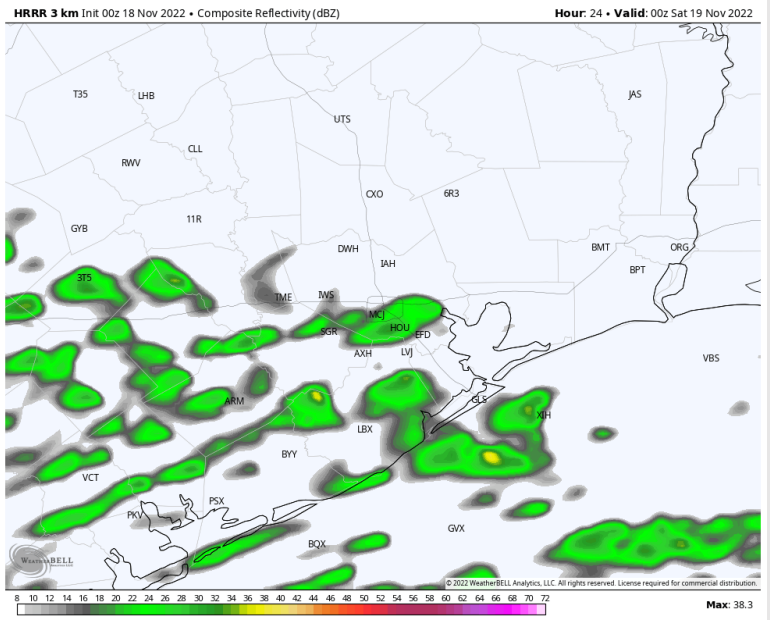 HRRR 3 km Init 00z 18 Nov 2022 • Composite Reflectivity (dBZ)
Hour: 24 • Valid: 00z Sat 19 Nov 2022
T35
LHB
JAS
UTS
CLL
RWV
CXO
6R3
11R
GYB
DWH
BMT
ORG
IAH
BPT
3T5
TME
IWS
MCJ
SGR
HOU
EFD
AXH
LVJ
VBS
ARM
GLS
XIH
LBX
BYY
VCT
PSX
PKV
GVX
BQX
WEATHERBELL
© 2022 WeatherBELL Analytics, LLC. All rights reserved. License required for commercial distribution.
8 10 12 14 16 18 20 22 24 26 28 30 32 34 36 38 40 42 44 46 48 50 52 54 56 58 60 62 64 66 68 70 72
Max: 38.3